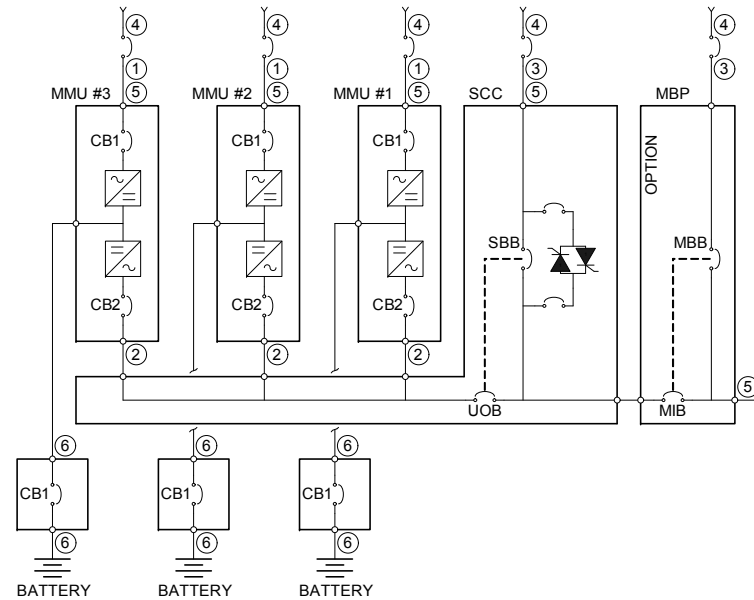 4 4 4 4 4
1 1 1 3 3
MMU #3 5 MMU #2 5 MMU #1 5 SCC 5 MBP
OPTION
CB1 CB1 CB1
SBB MBB
CB2 CB2 CB2
2 2 2
5
UOB MIB
6 6 6
CB1 CB1 CB1
6 6 6
BATTERY BATTERY BATTERY